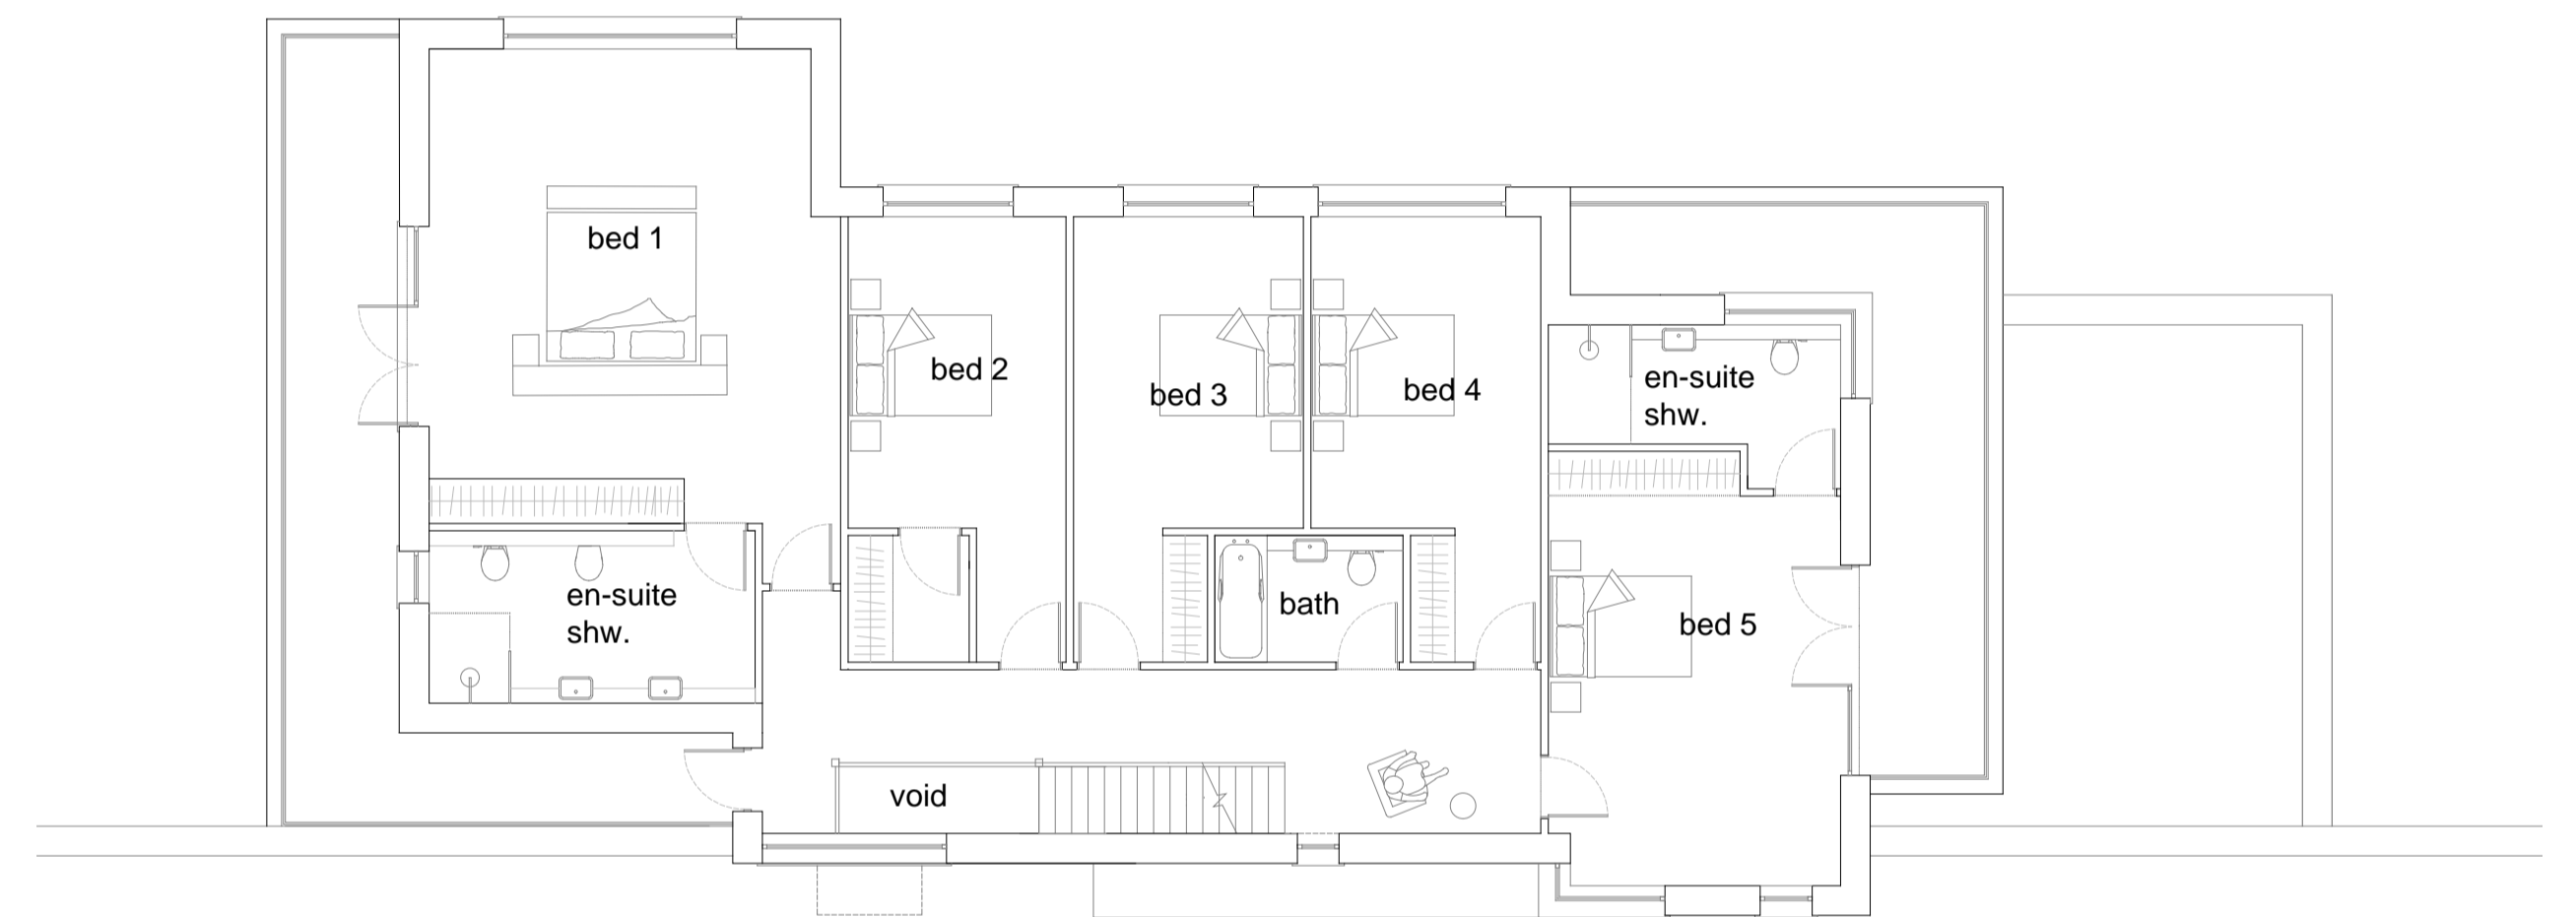 bed 1
bed 2
bed 3
bed 4
en-suite
shw.
en-suite
shw.
bath
bed 5
void